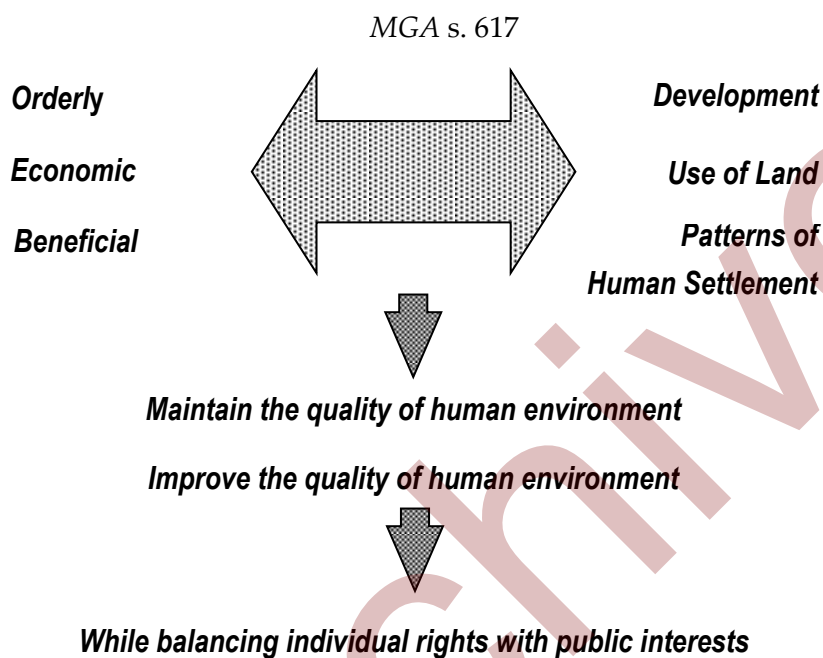 MGA s. 617
Orderly
Development
Economic
Use of Land
Beneficial
Patterns of
Human Settlement
Maintain the quality of human environment
Improve the quality of human environment
While balancing individual rights with public interests